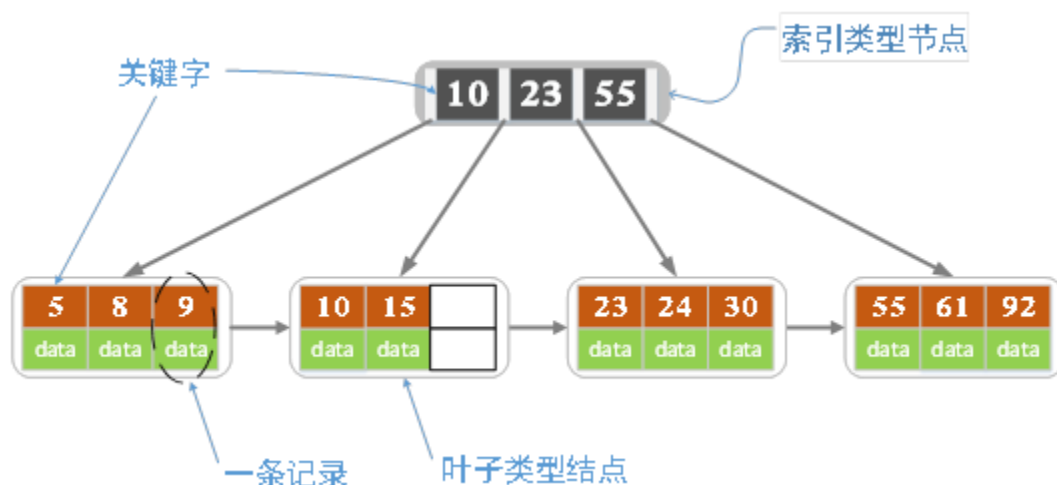 索引类型节点
关键字
10 23 55
5 8 9 10 15 23 24 30 55 61 92
data data data data data data data data data data data
一条记录
叶子类型结点